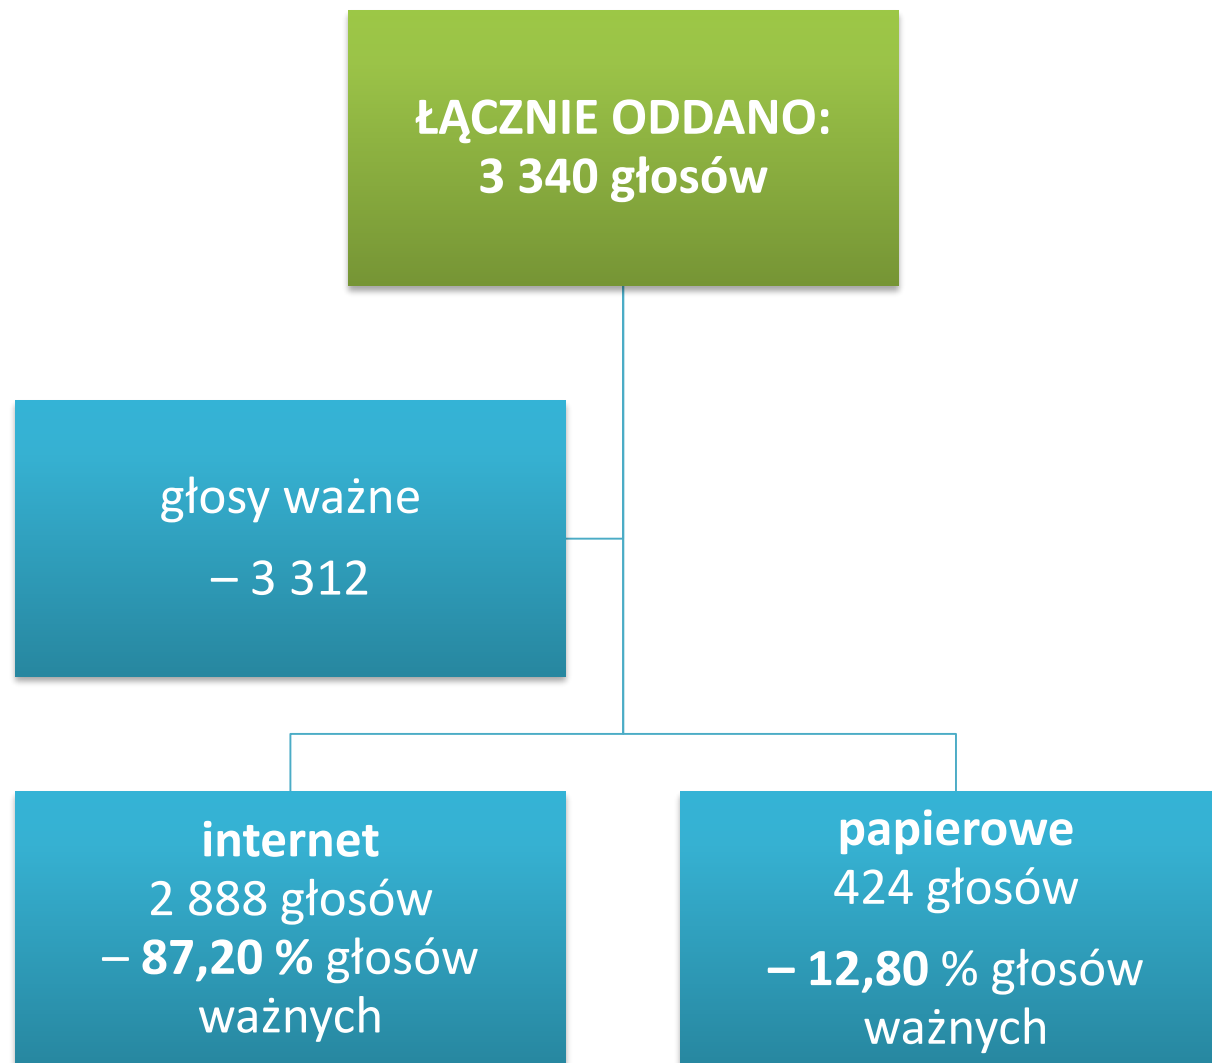 ŁĄCZNIE ODDANO:
3 340 głosów
głosy ważne
– 3 312
internet
2 888 głosów
– 87,20 % głosów
ważnych
papierowe
424 głosów
– 12,80 % głosów
ważnych